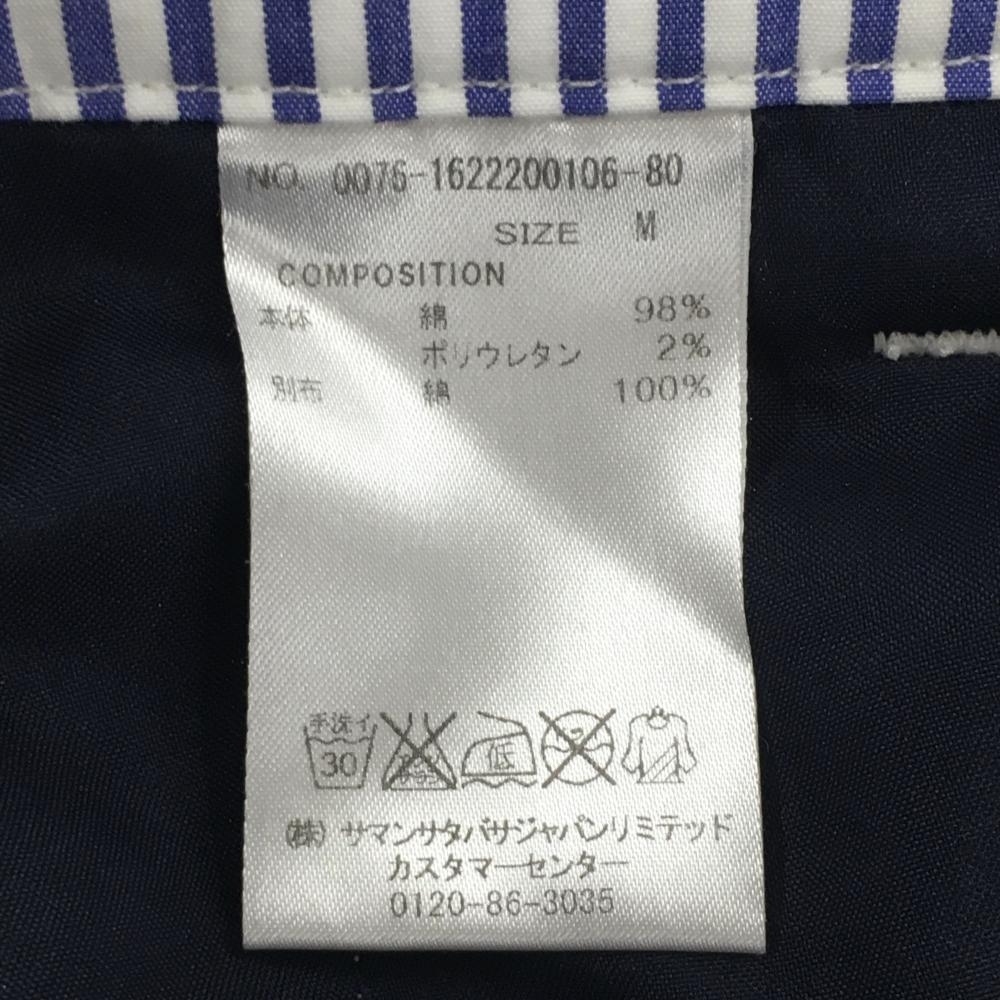 NO. 0076-1622200106-80
SIZE M
COMPOSITION
本体 綿 98%
ポリウレタン 2%
別布 綿 100%
手洗イ
30
低
(株) サマンサタバサジャパンリミテッド
カスタマーセンター
0120-86-3035